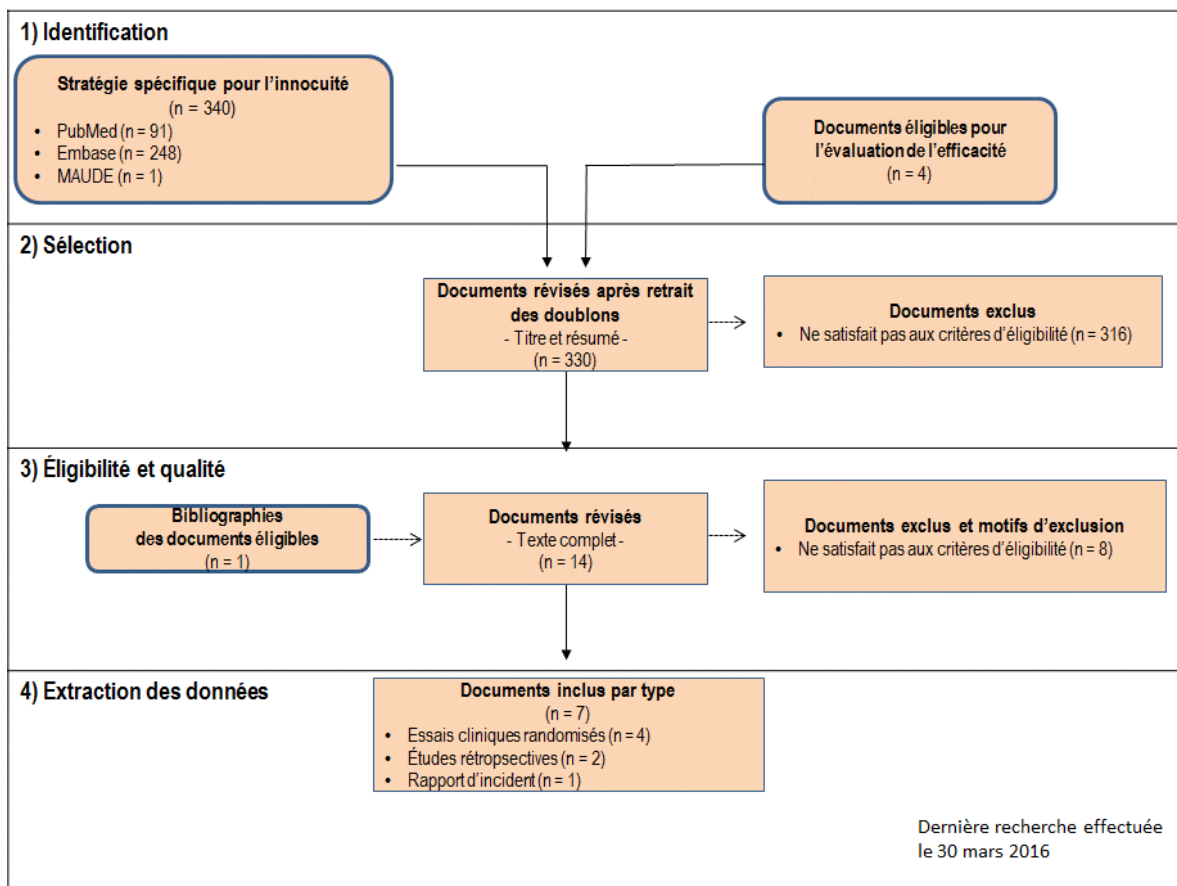 1) Identification
Stratégie spécifique pour l'innocuité
(n = 340)
• PubMed (n = 91)
• Embase (n = 248)
• MAUDE (n = 1)
Documents éligibles pour
l'évaluation de l'efficacité
(n = 4)
2) Sélection
Documents révisés après retrait
des doublons
- Titre et résumé -
(n = 330)
Documents exclus
• Ne satisfait pas aux critères d'éligibilité (n = 316)
3) Éligibilité et qualité
Bibliographies
des documents éligibles
(n = 1)
Documents révisés
- Texte complet -
(n = 14)
Documents exclus et motifs d'exclusion
• Ne satisfait pas aux critères d'éligibilité (n = 8)
4) Extraction des données
Documents inclus par type
(n = 7)
• Essais cliniques randomisés (n = 4)
• Études rétropsectives (n = 2)
• Rapport d'incident (n = 1)
Dernière recherche effectuée
le 30 mars 2016